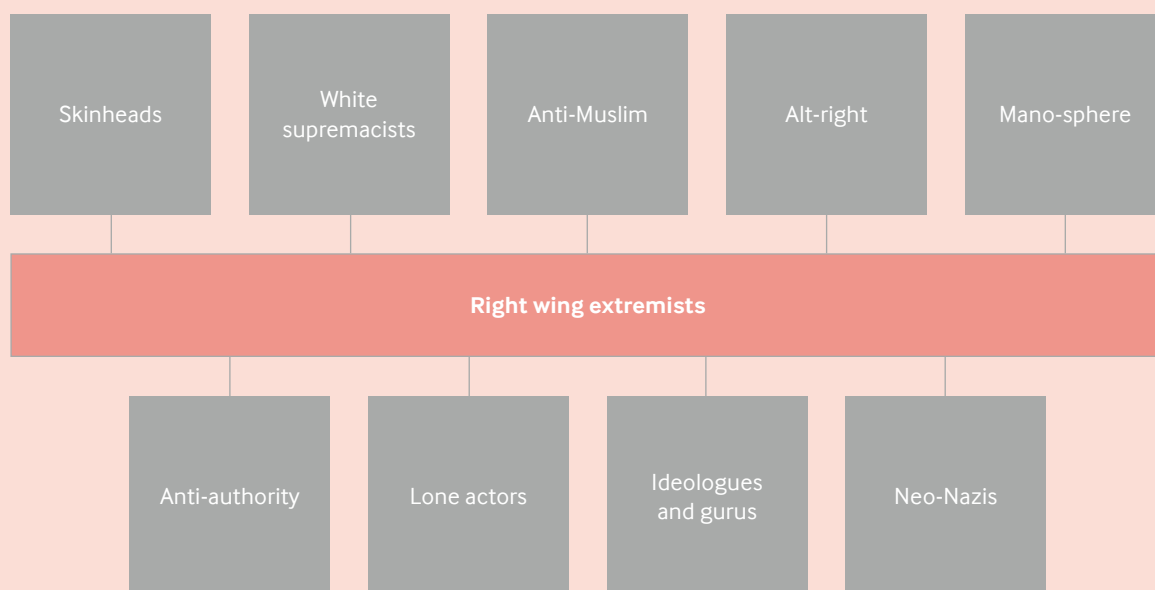 Skinheads
White
supremacists
Anti-Muslim
Alt-right
Mano-sphere
Right wing extremists
Anti-authority
Lone actors
Ideologues
and gurus
Neo-Nazis